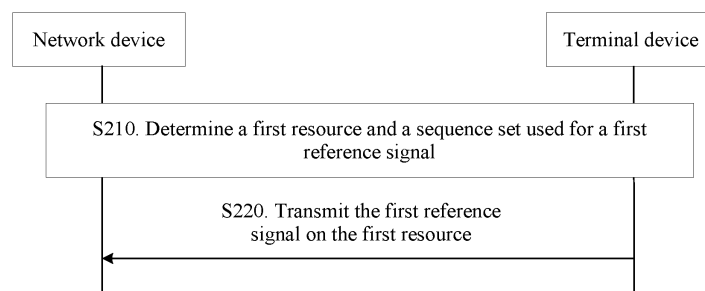 Network device
Terminal device
S210. Determine a first resource and a sequence set used for a first
reference signal
S220. Transmit the first reference
signal on the first resource